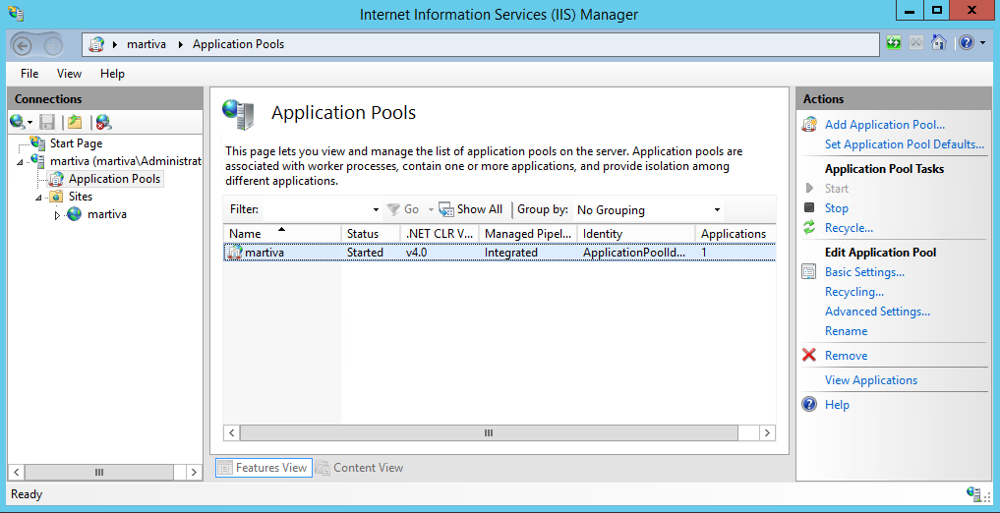 Internet Information Services (IIS) Manager
martiva
Application Pools
File
View
Help
Connections
Start Page
martiva (martiva\Administrat
Application Pools
Sites
martiva
Application Pools
This page lets you view and manage the list of application pools on the server. Application pools are
associated with worker processes, contain one or more applications, and provide isolation among
different applications.
Filter:
Go
Show All
Group by:
No Grouping
Name
Status
.NET CLR V...
Managed Pipel...
Identity
Applications
martiva
Started
v4.0
Integrated
ApplicationPoolId...
1
Features View
Content View
Actions
Add Application Pool...
Set Application Pool Defaults...
Application Pool Tasks
Start
Stop
Recycle...
Edit Application Pool
Basic Settings...
Recycling...
Advanced Settings...
Rename
Remove
View Applications
Help
Ready